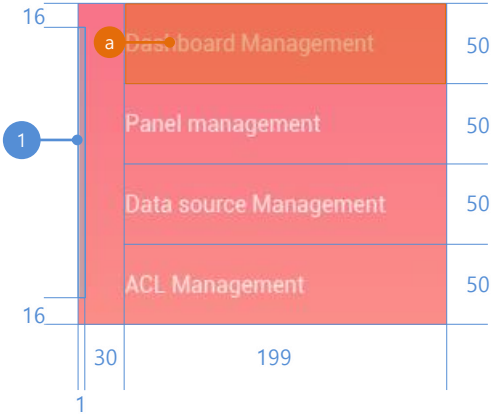 16
a Dashboard Management 50
Panel management 50
1
Data source Management 50
ACL Management 50
16
30 199
1